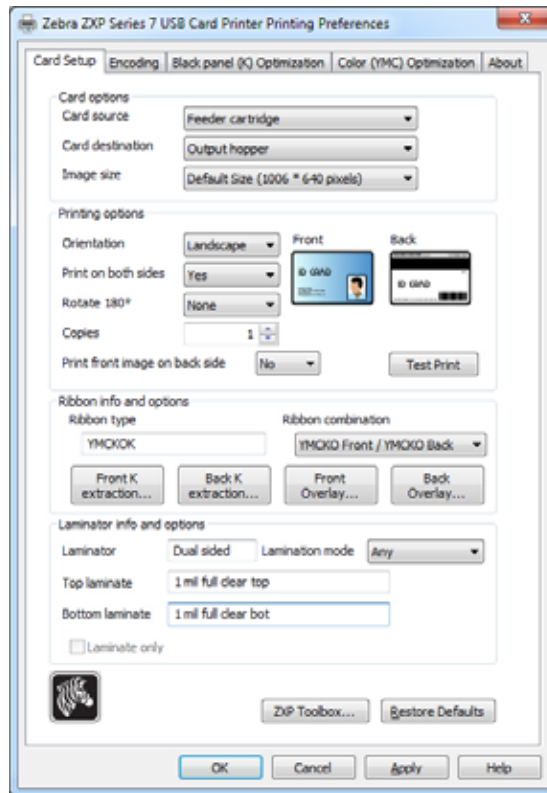 Zebra ZXP Series 7 USB Card Printer Printing Preferences
Card Setup Encoding Black panel (K) Optimization Color (YMC) Optimization About
Card options
Card source Feeder cartridge
Card destination Output hopper
Image size Default Size (1006 * 640 pixels)
Printing options
Orientation Landscape Front Back
Print on both sides Yes
ID CARD ID CARD
Rotate 180° None
Copies 1
Print front image on back side No Test Print
Ribbon info and options
Ribbon type Ribbon combination
YMCKOK YMCKO Front / YMCKO Back
Front K extraction... Back K extraction... Front Overlay... Back Overlay...
Laminator info and options
Laminator Dual sided Lamination mode Any
Top laminate 1 mil full clear top
Bottom laminate 1 mil full clear bot
Laminate only
ZXP Toolbox... Restore Defaults
OK Cancel Apply Help